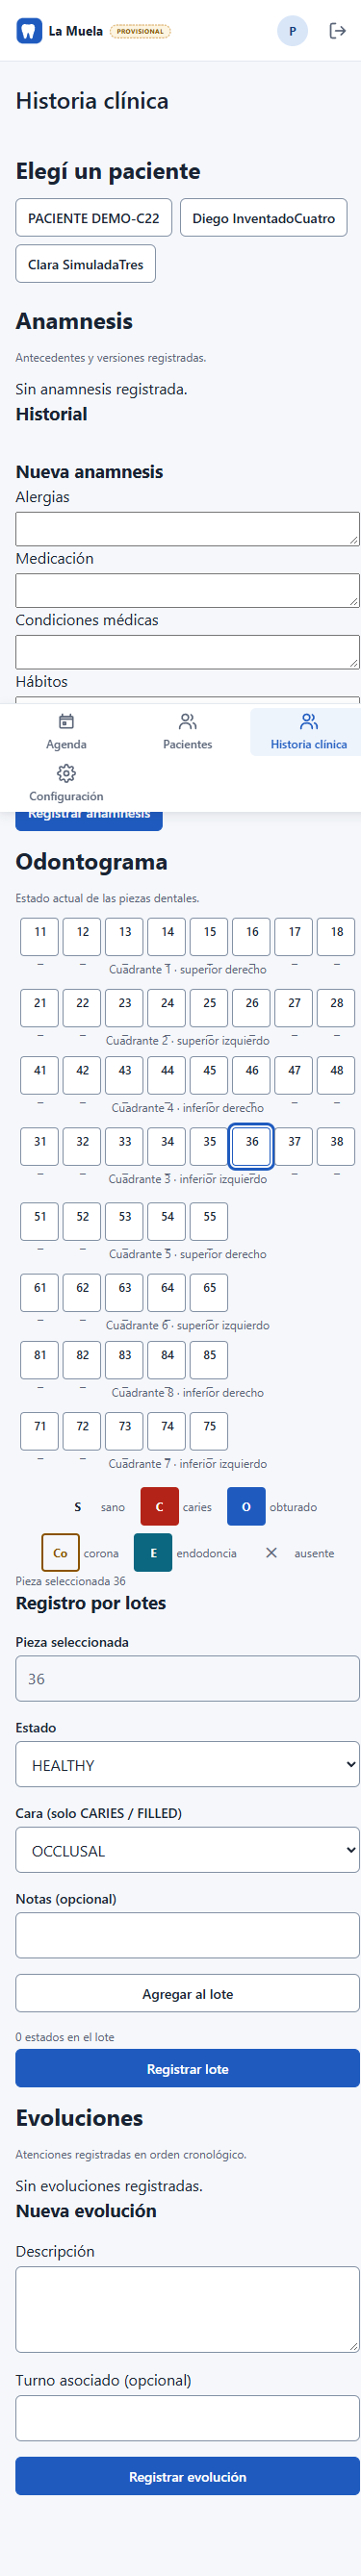 La Muela PROVISIONAL P
Historia clínica
Elegí un paciente
PACIENTE DEMO-C22 Diego InventadoCuatro
Clara SimuladaTres
Anamnesis
Antecedentes y versiones registradas.
Sin anamnesis registrada.
Historial
Nueva anamnesis
Alergias
Medicación
Condiciones médicas
Hábitos
Agenda Pacientes Historia clínica
Configuración
Registrar anamnesis
Odontograma
Estado actual de las piezas dentales.
11 12 13 14 15 16 17 18
– – – – – – – –
Cuadrante 1 · superior derecho
21 22 23 24 25 26 27 28
– – – – – – – –
Cuadrante 2 · superior izquierdo
41 42 43 44 45 46 47 48
– – – – – – – –
Cuadrante 4 · inferior derecho
31 32 33 34 35 36 37 38
– – – – – – – –
Cuadrante 3 · inferior izquierdo
51 52 53 54 55
– – – – –
Cuadrante 5 · superior derecho
61 62 63 64 65
– – – – –
Cuadrante 6 · superior izquierdo
81 82 83 84 85
– – – – –
Cuadrante 8 · inferior derecho
71 72 73 74 75
– – – – –
Cuadrante 7 · inferior izquierdo
S sano C caries O obturado
Co corona E endodoncia × ausente
Pieza seleccionada 36
Registro por lotes
Pieza seleccionada
36
Estado
HEALTHY
Cara (solo CARIES / FILLED)
OCCLUSAL
Notas (opcional)
Agregar al lote
0 estados en el lote
Registrar lote
Evoluciones
Atenciones registradas en orden cronológico.
Sin evoluciones registradas.
Nueva evolución
Descripción
Turno asociado (opcional)
Registrar evolución